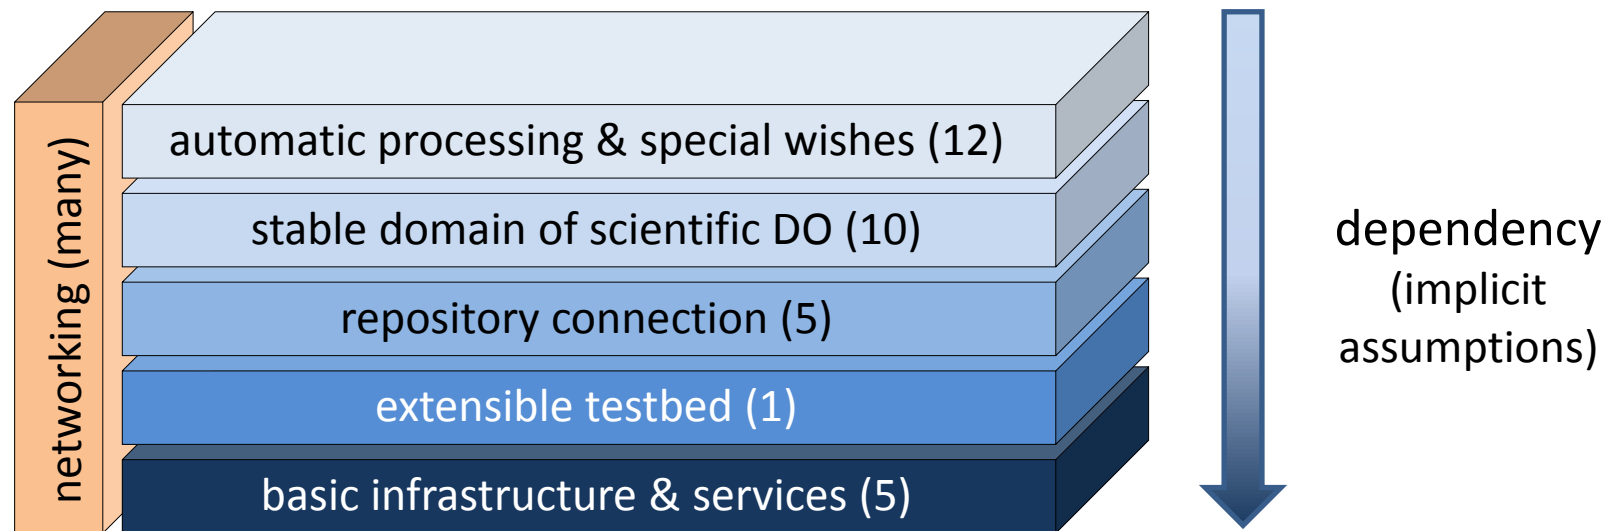 networking (many)
automatic processing & special wishes (12)
stable domain of scientific DO (10)
repository connection (5)
extensible testbed (1)
basic infrastructure & services (5)
dependency
(implicit
assumptions)